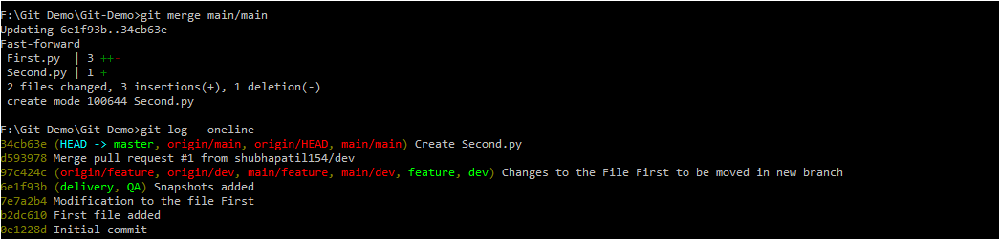 F:\Git Demo\Git-Demo>git merge main/main
Updating 6e1f93b..34cb63e
Fast-forward
First.py | 3 ++-
Second.py | 1 +
2 files changed, 3 insertions(+), 1 deletion(-)
create mode 100644 Second.py
F:\Git Demo\Git-Demo>git log --oneline
34cb63e (HEAD -> master, origin/main, origin/HEAD, main/main) Create Second.py
d593978 Merge pull request #1 from shubhapatil154/dev
97c424c (origin/feature, origin/dev, main/feature, main/dev, feature, dev) Changes to the File First to be moved in new branch
6e1f93b (delivery, QA) Snapshots added
7e7a2b4 Modification to the file First
b2dc610 First file added
0e1228d Initial commit